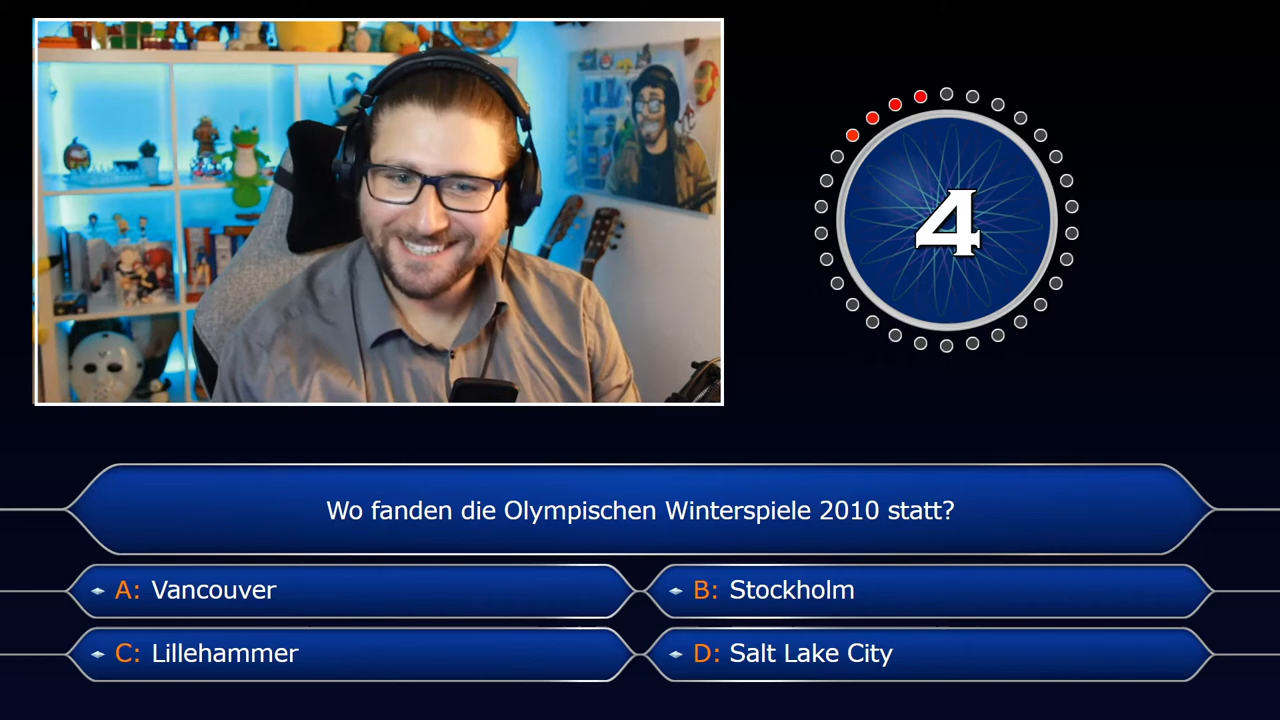 4
Wo fanden die Olympischen Winterspiele 2010 statt?
A: Vancouver
B: Stockholm
C: Lillehammer
D: Salt Lake City